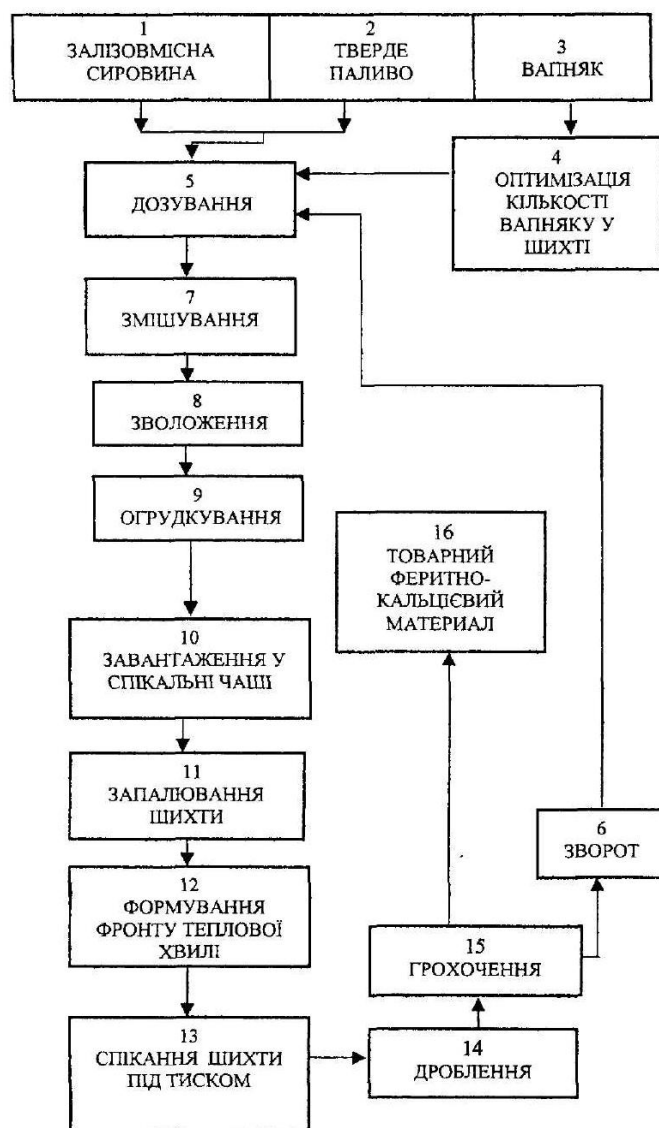 1
ЗАЛІЗОВМІСНА
СИРОВИНА
2
ТВЕРДЕ
ПАЛИВО
3
ВАПНЯК
4
ОПТИМІЗАЦІЯ
КІЛЬКОСТІ
ВАПНЯКУ У
ШИХТІ
5
ДОЗУВАННЯ
7
ЗМІШУВАННЯ
8
ЗВОЛОЖЕННЯ
9
ОГРУДКУВАННЯ
16
ТОВАРНИЙ
ФЕРИТНО-
КАЛЬЦІЄВИЙ
МАТЕРИАЛ
10
ЗАВАНТАЖЕННЯ У
СПІКАЛЬНІ ЧАШІ
11
ЗАПАЛЮВАННЯ
ШИХТИ
6
ЗВОРОТ
12
ФОРМУВАННЯ
ФРОНТУ ТЕПЛОВОЇ
ХВИЛІ
15
ГРОХОЧЕННЯ
13
СПІКАННЯ ШИХТИ
ПІД ТИСКОМ
14
ДРОБЛЕННЯ